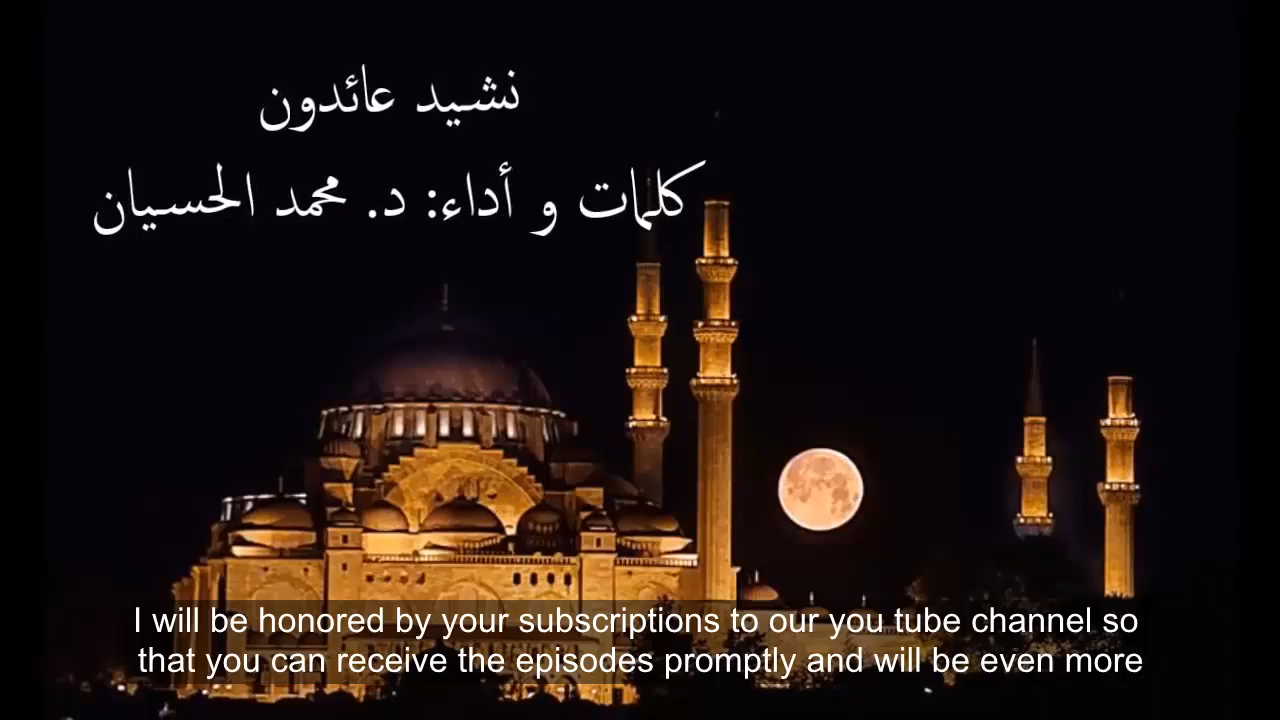 نشيد عائدون
كلمات و أداء: د. محمد الحسيان
I will be honored by your subscriptions to our you tube channel so
that you can receive the episodes promptly and will be even more